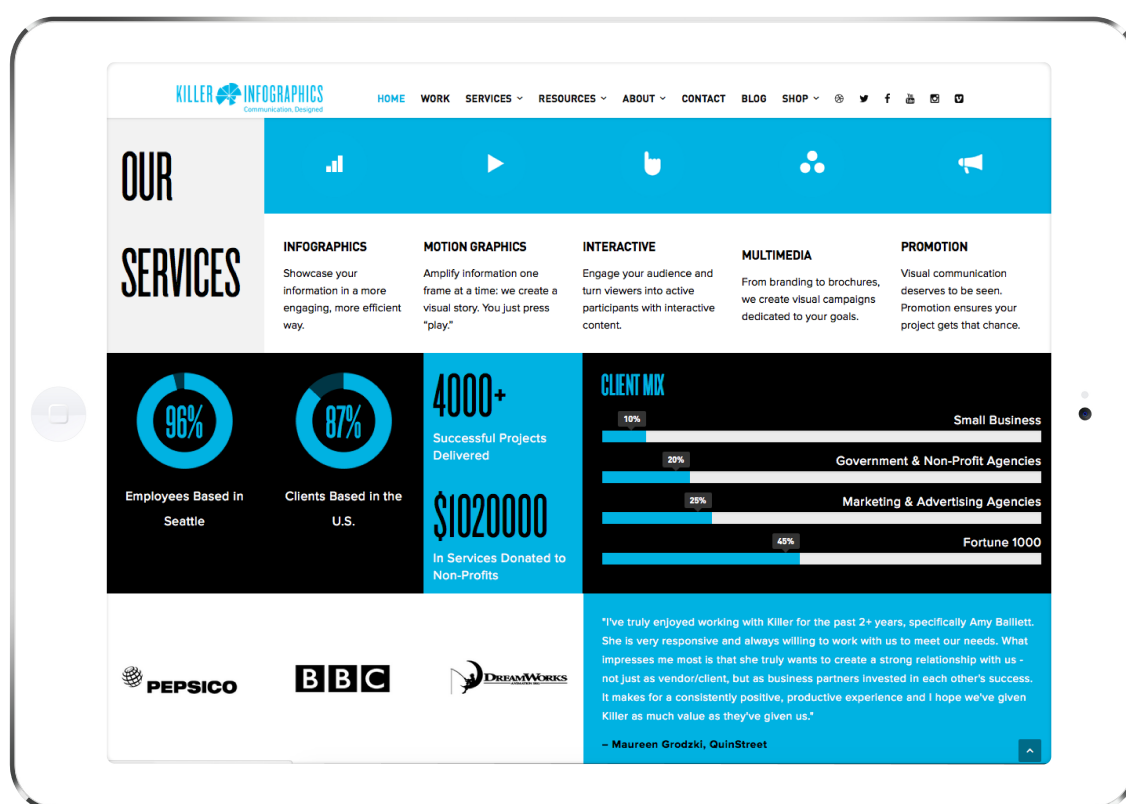 KILLER INFOGRAPHICS
Communication. Designed
HOME WORK SERVICES RESOURCES ABOUT CONTACT BLOG SHOP
OUR
SERVICES
INFOGRAPHICS
Showcase your
information in a more
engaging, more efficient
way.
MOTION GRAPHICS
Amplify information one
frame at a time: we create a
visual story. You just press
"play."
INTERACTIVE
Engage your audience and
turn viewers into active
participants with interactive
content.
MULTIMEDIA
From branding to brochures,
we create visual campaigns
dedicated to your goals.
PROMOTION
Visual communication
deserves to be seen.
Promotion ensures your
project gets that chance.
96%
Employees Based in
Seattle
87%
Clients Based in the
U.S.
4000+
Successful Projects
Delivered
$1020000
In Services Donated to
Non-Profits
CLIENT MIX
10%
Small Business
20%
Government & Non-Profit Agencies
25%
Marketing & Advertising Agencies
45%
Fortune 1000
PEPSICO
BBC
DREAMWORKS
"I've truly enjoyed working with Killer for the past 2+ years, specifically Amy Balliett.
She is very responsive and always willing to work with us to meet our needs. What
impresses me most is that she truly wants to create a strong relationship with us -
not just as vendor/client, but as business partners invested in each other's success.
It makes for a consistently positive, productive experience and I hope we've given
Killer as much value as they've given us."
– Maureen Grodzki, QuinStreet